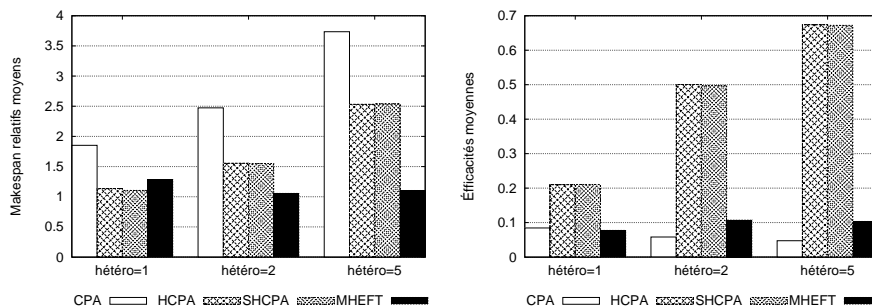 Makespan relatifs moyens
4
3.5
3
2.5
2
1.5
1
0.5
0
hétéro=1 hétéro=2 hétéro=5
CPA HCPA SHCPA MHEFT
Éfficacités moyennes
0.7
0.6
0.5
0.4
0.3
0.2
0.1
0
hétéro=1 hétéro=2 hétéro=5
CPA HCPA SHCPA MHEFT